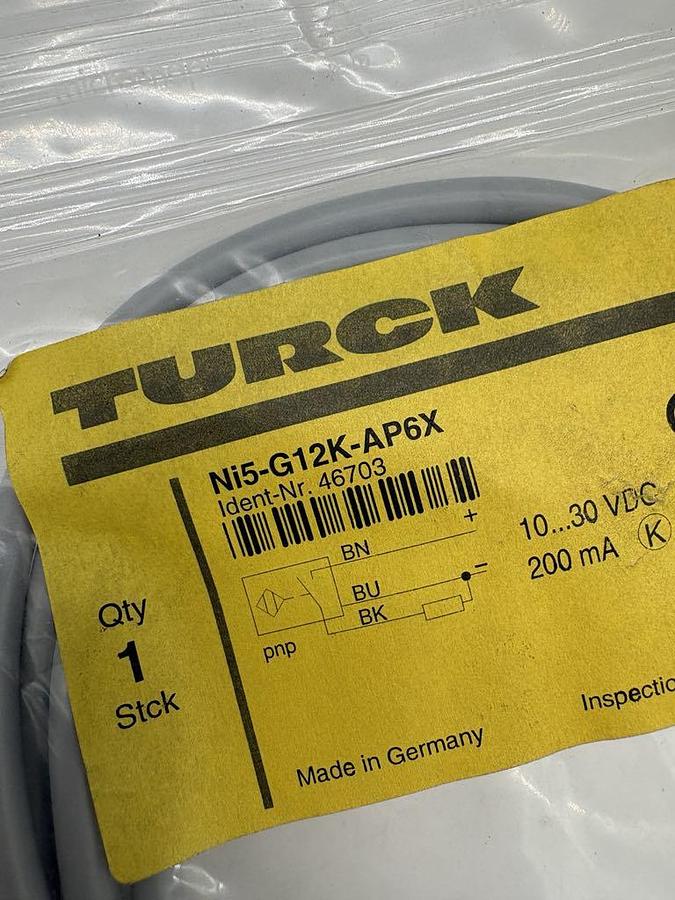 TURCK
Ni5-G12K-AP6X
Ident-Nr. 46703
+
BN
10...30 VDC
BU
−
200 mA K
BK
pnp
Qty
1
Stck
Made in Germany
Inspectio